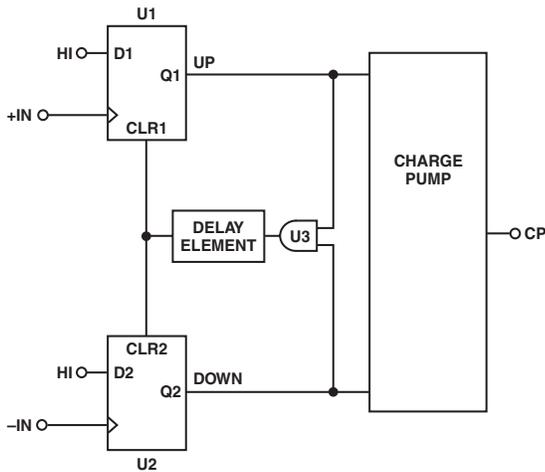 U1
HI
D1
Q1
UP
+IN
CLR1
CHARGE
PUMP
DELAY
ELEMENT
U3
CP
CLR2
HI
D2
Q2
DOWN
–IN
U2